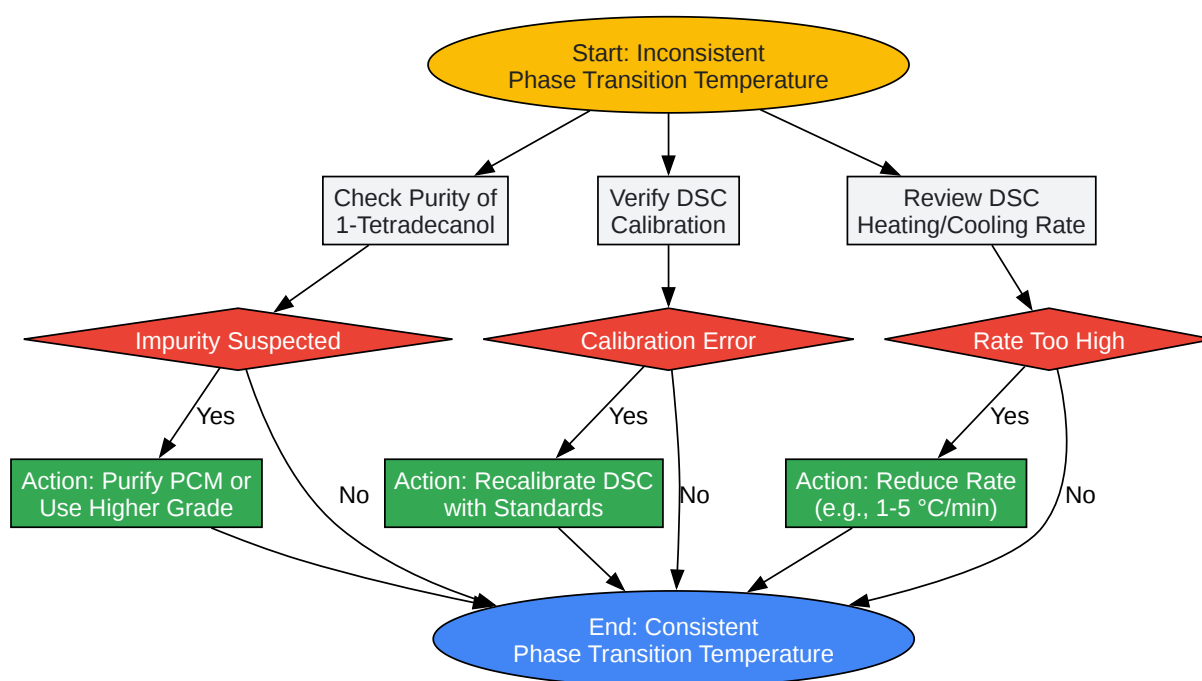 Start: Inconsistent
Phase Transition Temperature
Check Purity of
1-Tetradecanol
Verify DSC
Calibration
Review DSC
Heating/Cooling Rate
Impurity Suspected
Calibration Error
Rate Too High
Yes
Yes
Yes
Action: Purify PCM or
Use Higher Grade
No
Action: Recalibrate DSC
with Standards
No
Action: Reduce Rate
(e.g., 1-5 °C/min)
No
End: Consistent
Phase Transition Temperature